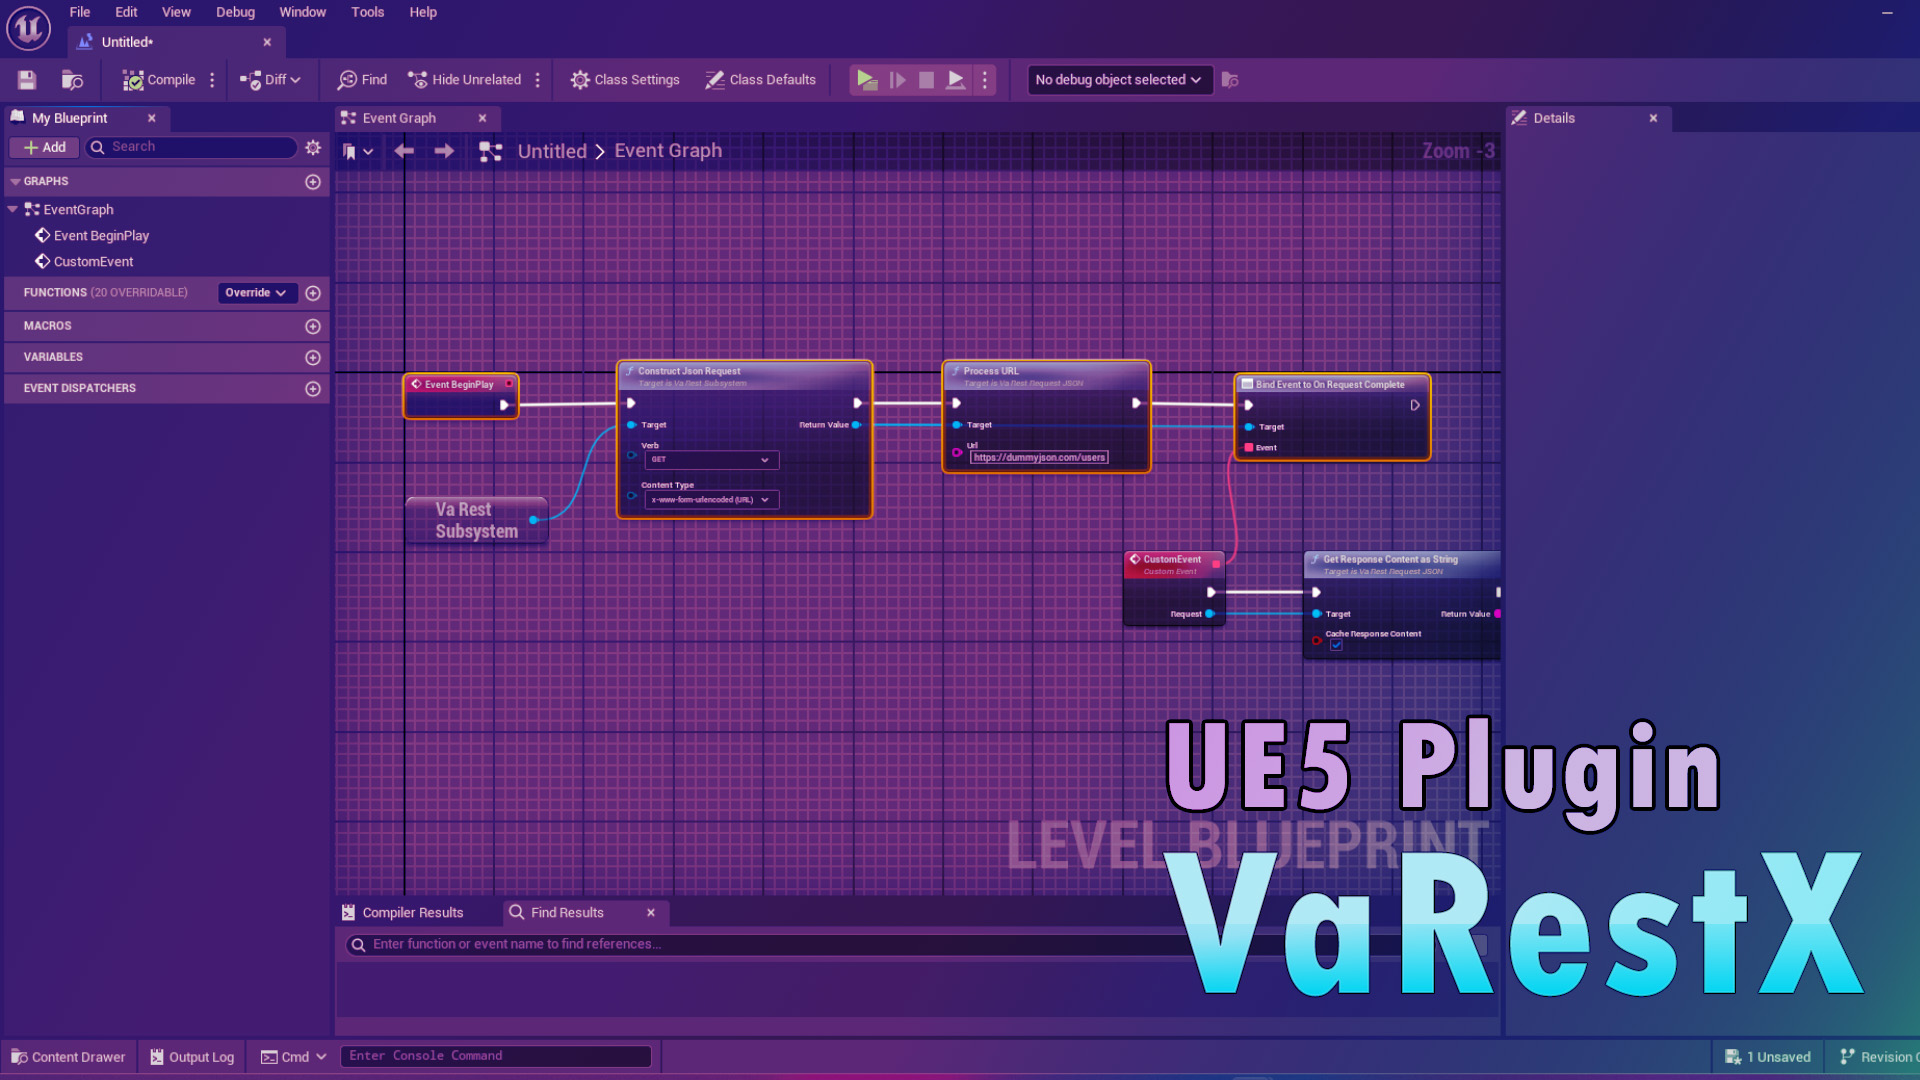 File Edit View Debug Window Tools Help
Untitled*
Compile Diff Find Hide Unrelated Class Settings Class Defaults No debug object selected
My Blueprint
Event Graph
Details
Add Search
Untitled > Event Graph
Zoom -3
GRAPHS
EventGraph
Event BeginPlay
CustomEvent
FUNCTIONS (20 OVERRIDABLE) Override
MACROS
VARIABLES
EVENT DISPATCHERS
Event BeginPlay
Construct Json Request
Target is Va Rest Subsystem
Target Return Value
Verb
GET
Content Type
x-www-form-urlencoded (URL)
Va Rest
Subsystem
Process URL
Target is Va Rest Request JSON
Target
Url
https://dummyjson.com/users
Bind Event to On Request Complete
Target
Event
CustomEvent
Custom Event
Request
Get Response Content as String
Target is Va Rest Request JSON
Target Return Value
Cache Response Content
UE5 Plugin
LEVEL BLUEPRINT
VaRestX
Compiler Results Find Results
Enter function or event name to find references...
Content Drawer Output Log Cmd Enter Console Command 1 Unsaved Revision